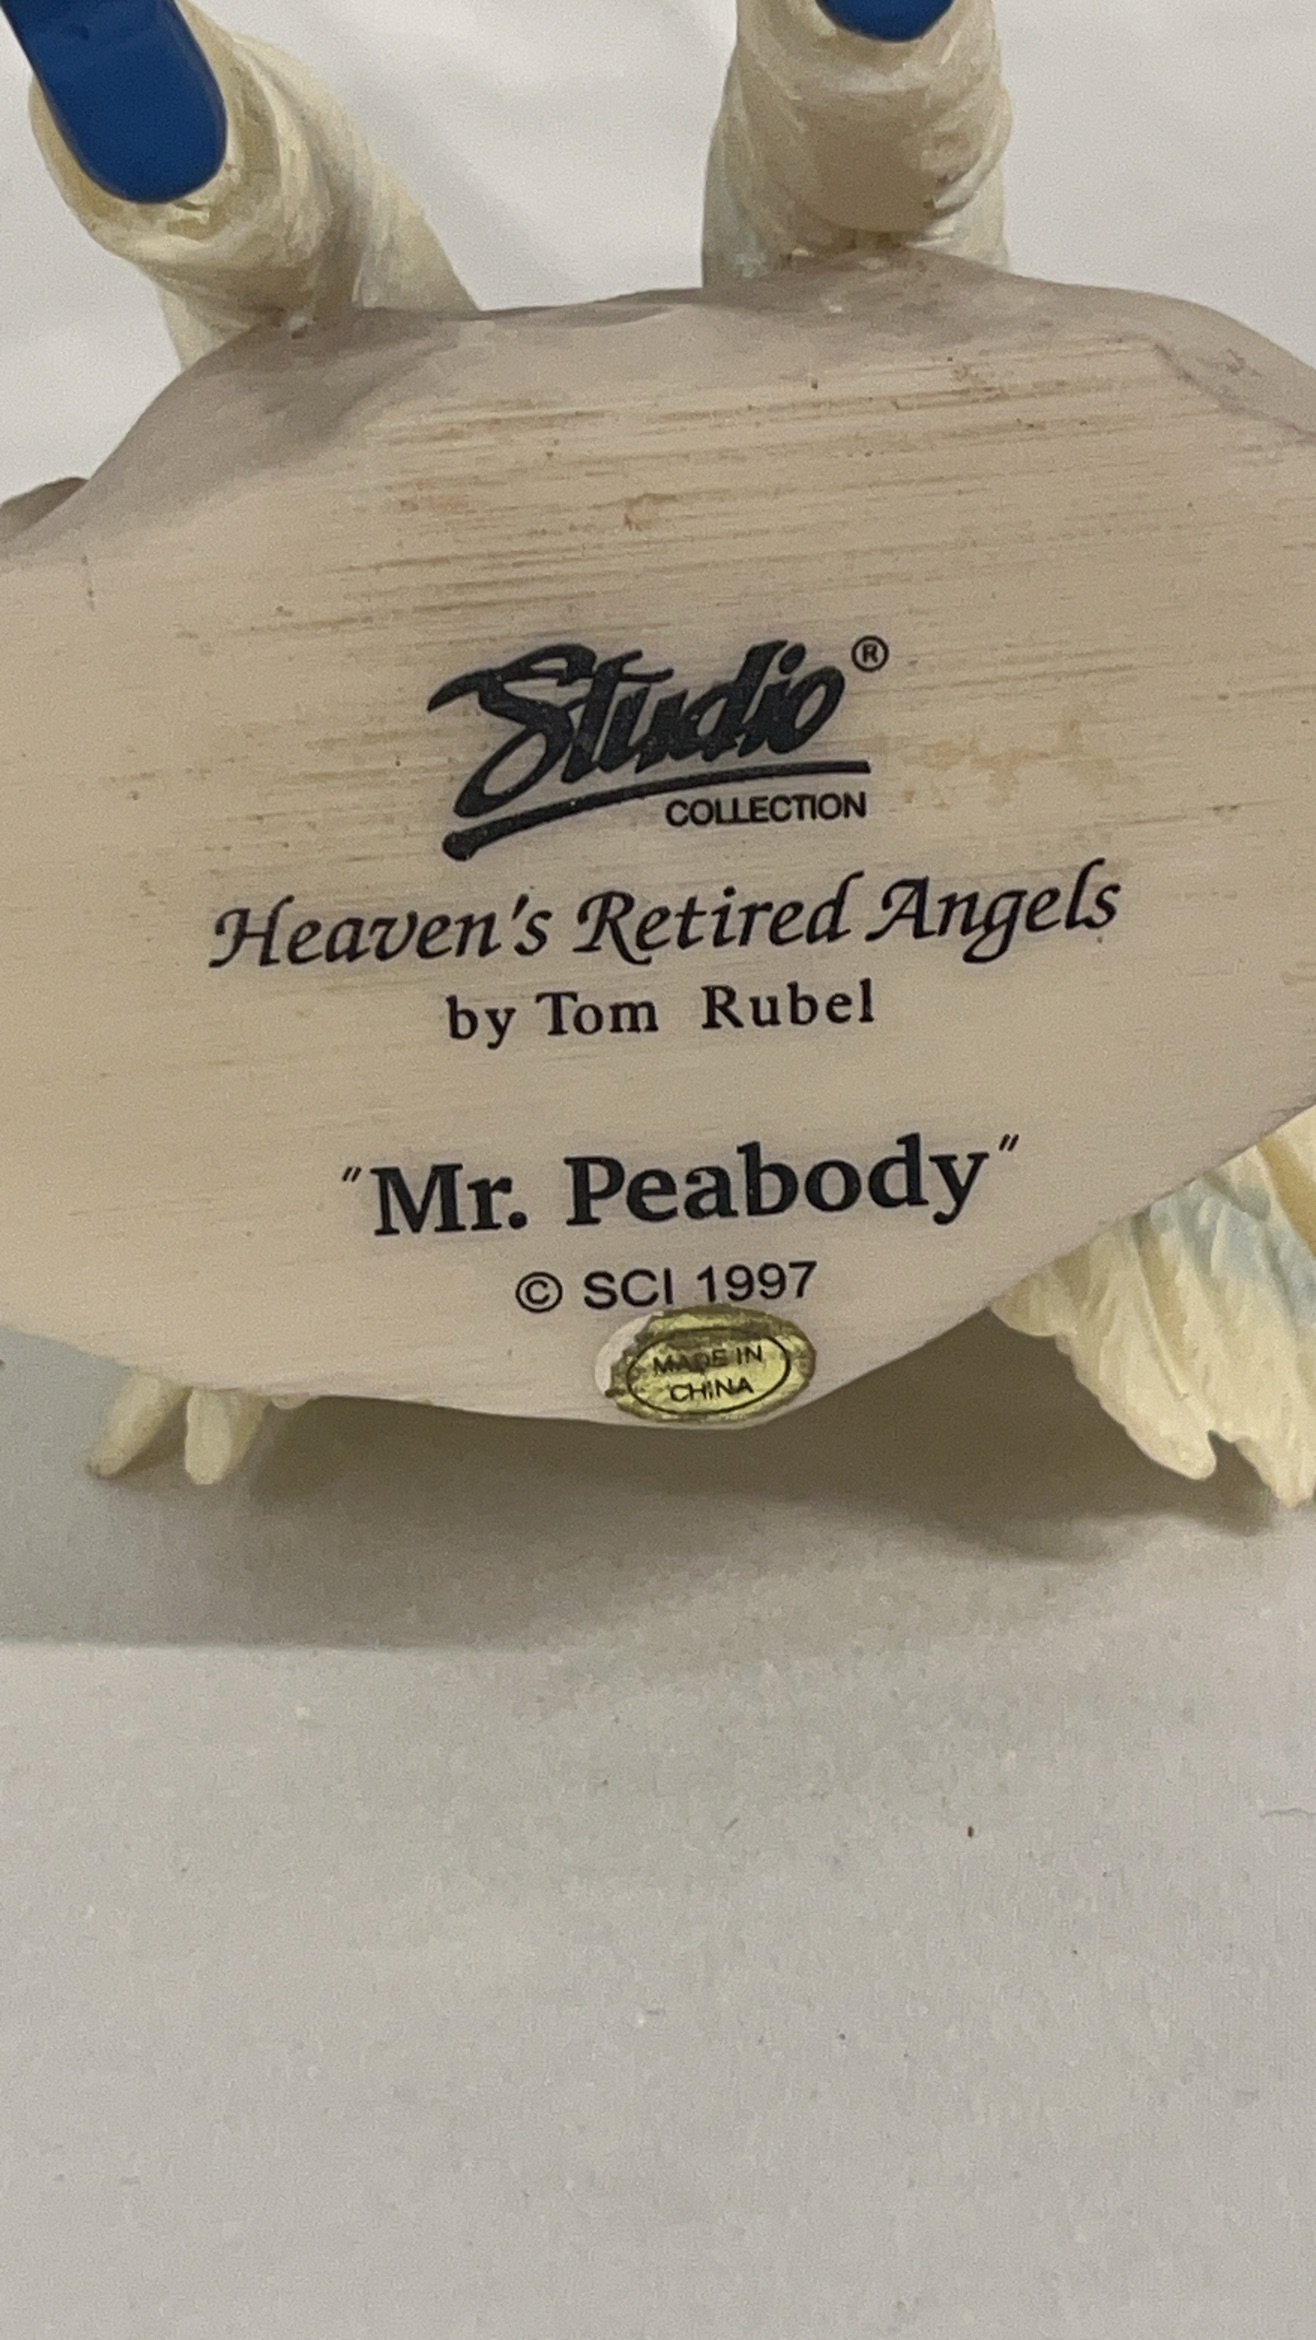 Studio®
COLLECTION
Heaven's Retired Angels
by Tom Rubel
"Mr. Peabody"
© SCI 1997
MADE IN
CHINA